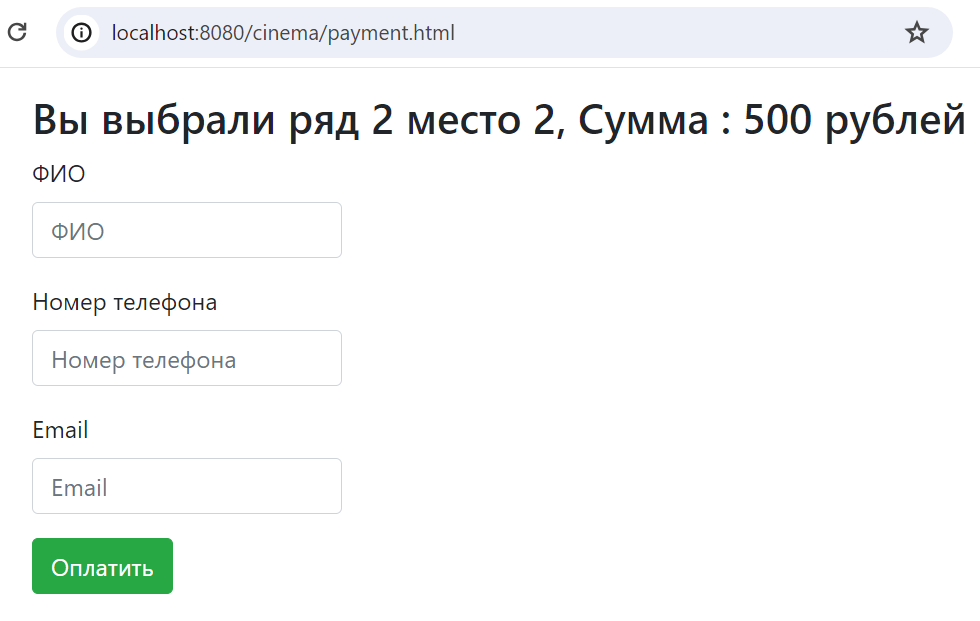 localhost:8080/cinema/payment.html
Вы выбрали ряд 2 место 2, Сумма : 500 рублей
ФИО
ФИО
Номер телефона
Номер телефона
Email
Email
Оплатить